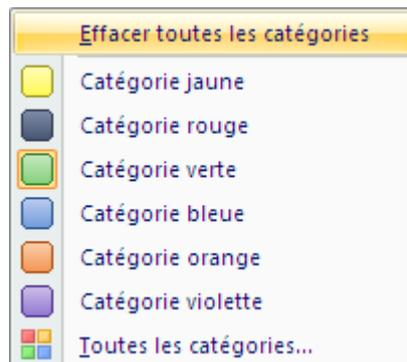 Effacer toutes les catégories
Catégorie jaune
Catégorie rouge
Catégorie verte
Catégorie bleue
Catégorie orange
Catégorie violette
Toutes les catégories...